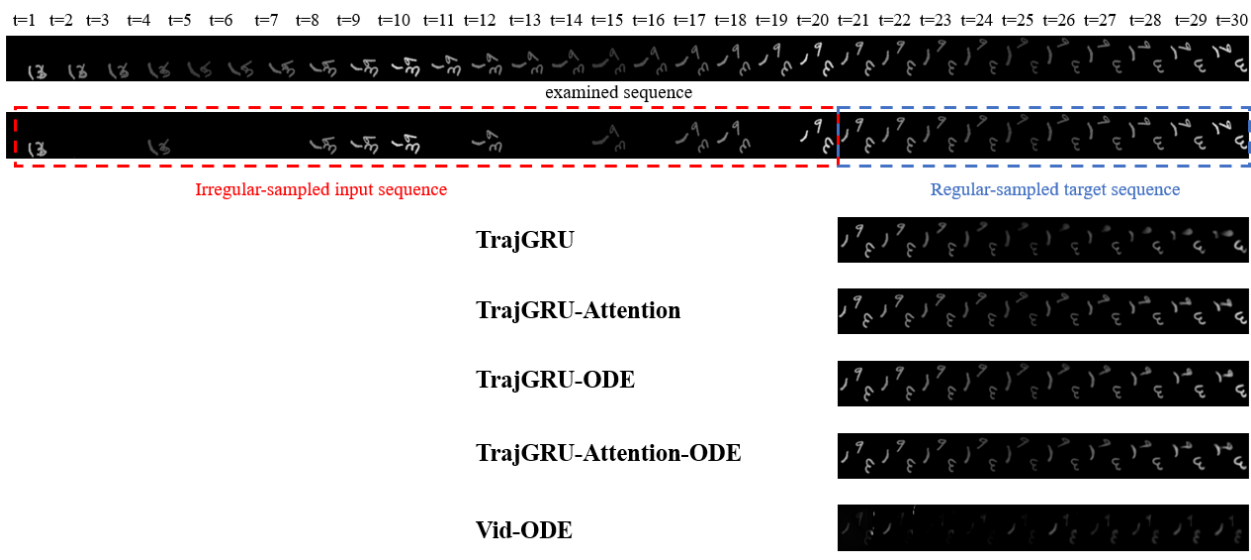 t=1 t=2 t=3 t=4 t=5 t=6 t=7 t=8 t=9 t=10 t=11 t=12 t=13 t=14 t=15 t=16 t=17 t=18 t=19 t=20 t=21 t=22 t=23 t=24 t=25 t=26 t=27 t=28 t=29 t=30
examined sequence
Irregular-sampled input sequence Regular-sampled target sequence
TrajGRU
TrajGRU-Attention
TrajGRU-ODE
TrajGRU-Attention-ODE
Vid-ODE